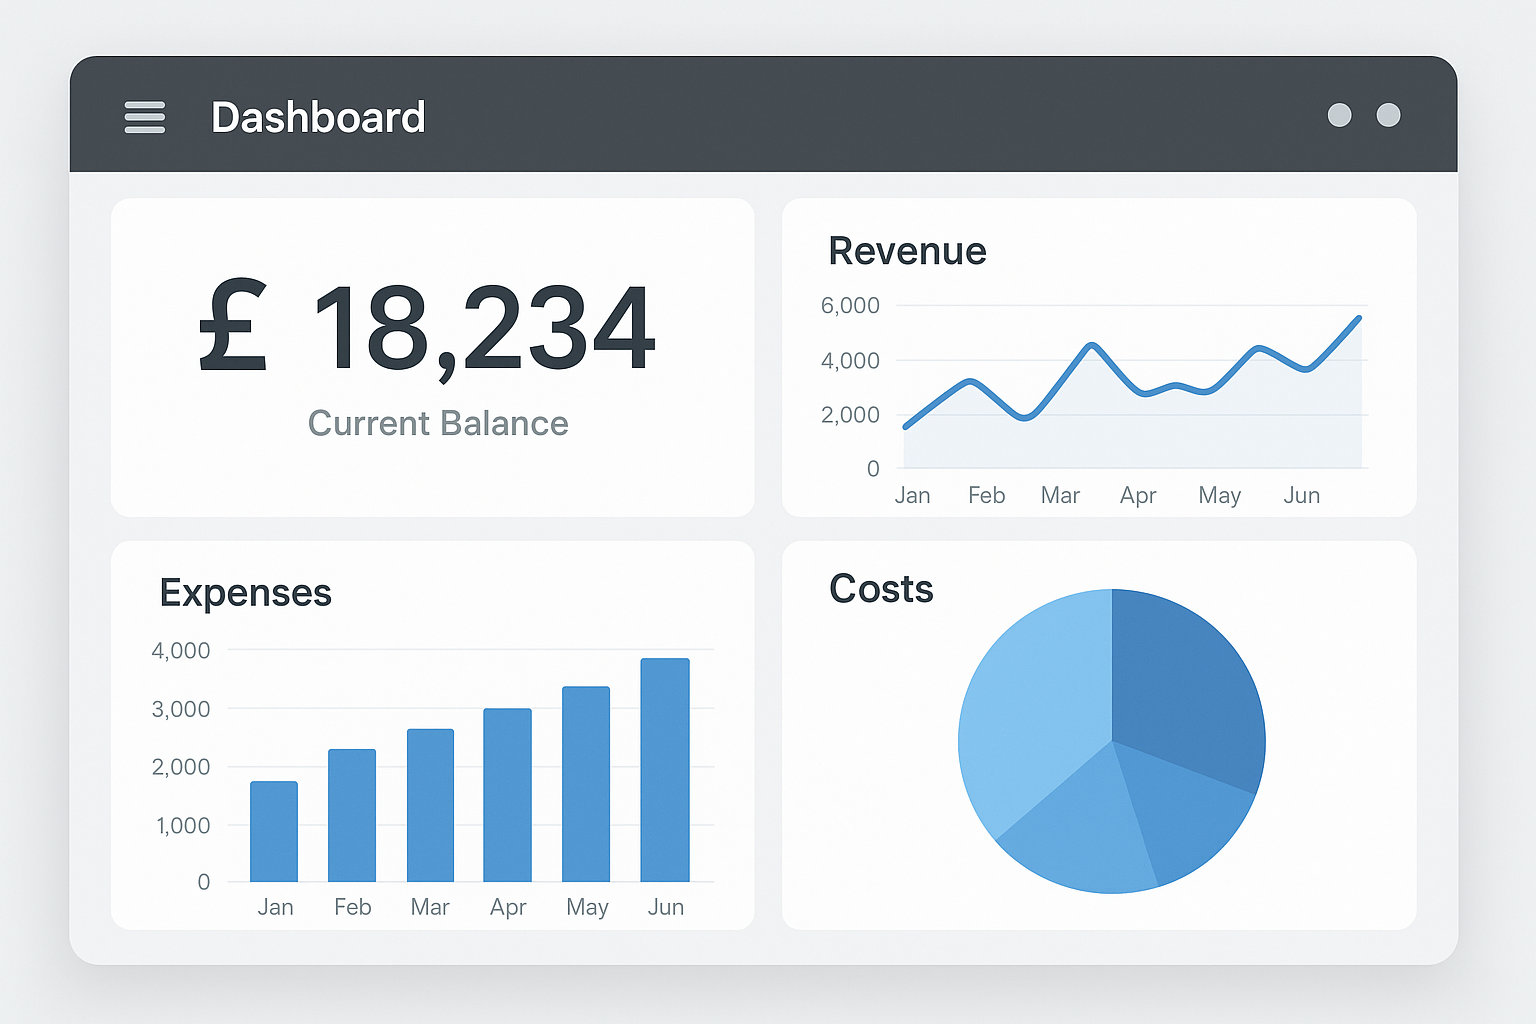 Dashboard
£ 18,234
Current Balance
Revenue
6,000
4,000
2,000
0
Jan Feb Mar Apr May Jun
Expenses
4,000
3,000
2,000
1,000
0
Jan Feb Mar Apr May Jun
Costs